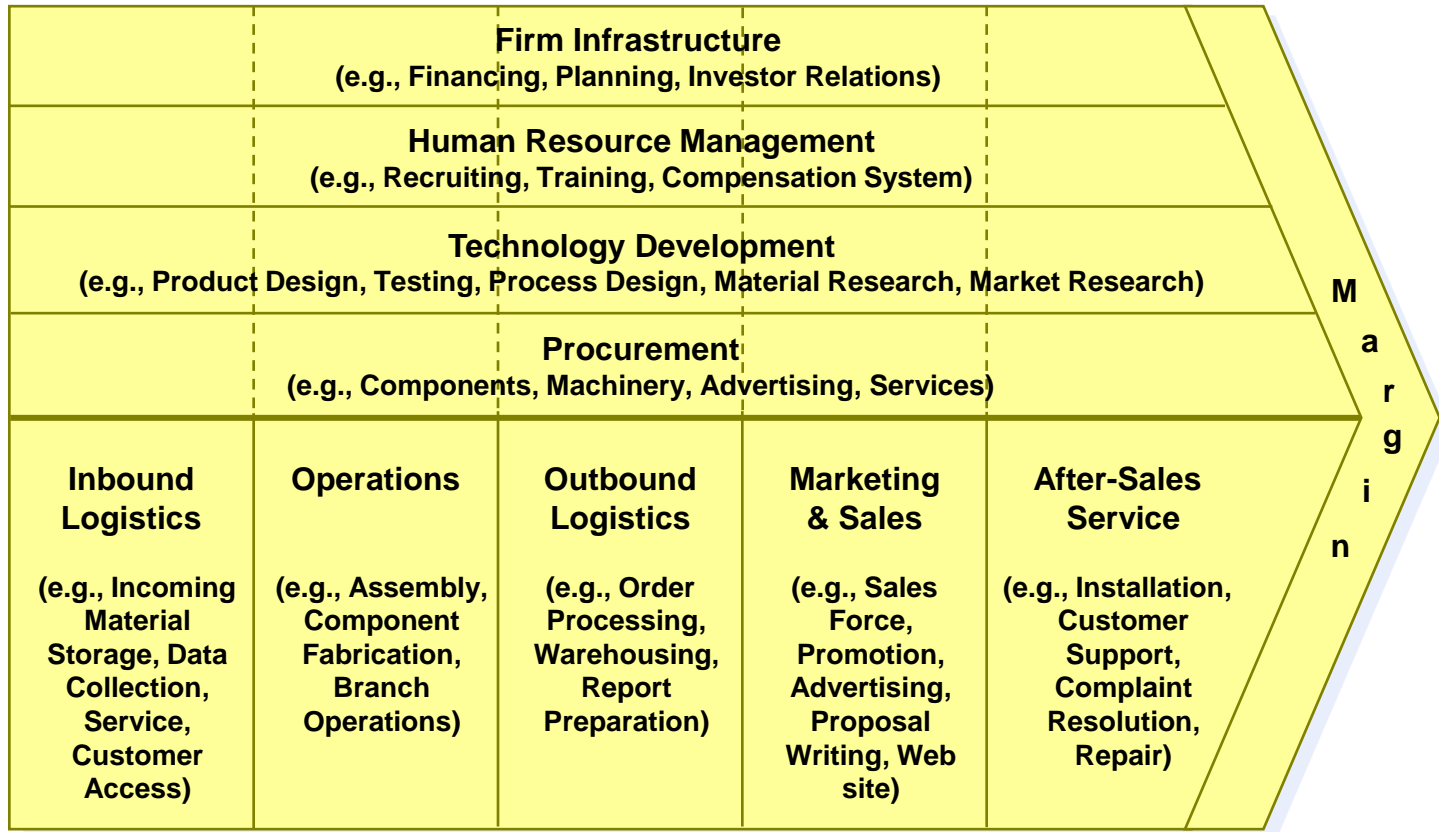 Firm Infrastructure
(e.g., Financing, Planning, Investor Relations)
Human Resource Management
(e.g., Recruiting, Training, Compensation System)
Technology Development
(e.g., Product Design, Testing, Process Design, Material Research, Market Research)
Procurement
(e.g., Components, Machinery, Advertising, Services)
Inbound
Logistics
(e.g., Incoming
Material
Storage, Data
Collection,
Service,
Customer
Access)
Operations
(e.g., Assembly,
Component
Fabrication,
Branch
Operations)
Outbound
Logistics
(e.g., Order
Processing,
Warehousing,
Report
Preparation)
Marketing
& Sales
(e.g., Sales
Force,
Promotion,
Advertising,
Proposal
Writing, Web
site)
After-Sales
Service
(e.g., Installation,
Customer
Support,
Complaint
Resolution,
Repair)
Margin